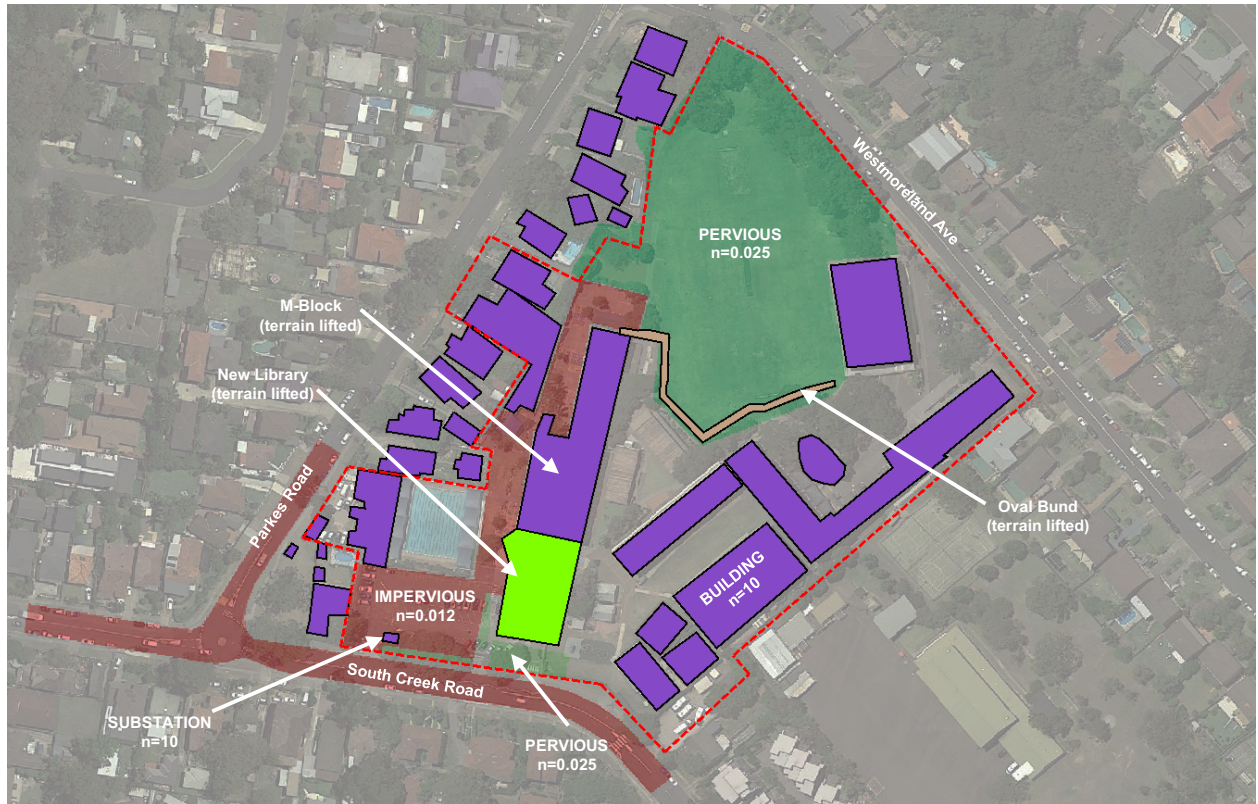 Westmoreland Ave
PERVIOUS
n=0.025
M-Block
(terrain lifted)
New Library
(terrain lifted)
Parkes Road
Oval Bund
(terrain lifted)
BUILDING
n=10
IMPERVIOUS
n=0.012
South Creek Road
SUBSTATION
n=10
PERVIOUS
n=0.025